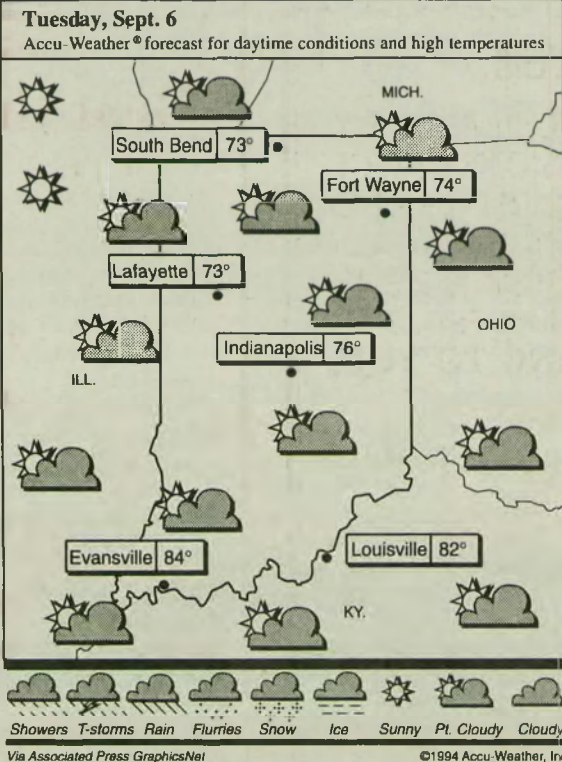 Tuesday, Sept. 6
Accu-Weather® forecast for daytime conditions and high temperatures
MICH.
South Bend 73°
Fort Wayne 74°
Lafayette 73°
OHIO
Indianapolis 76°
ILL.
Evansville 84°
Louisville 82°
KY.
Showers T-storms Rain Flurries Snow Ice Sunny Pt. Cloudy Cloudy
Via Associated Press GraphicsNet
©1994 Accu-Weather, Inc